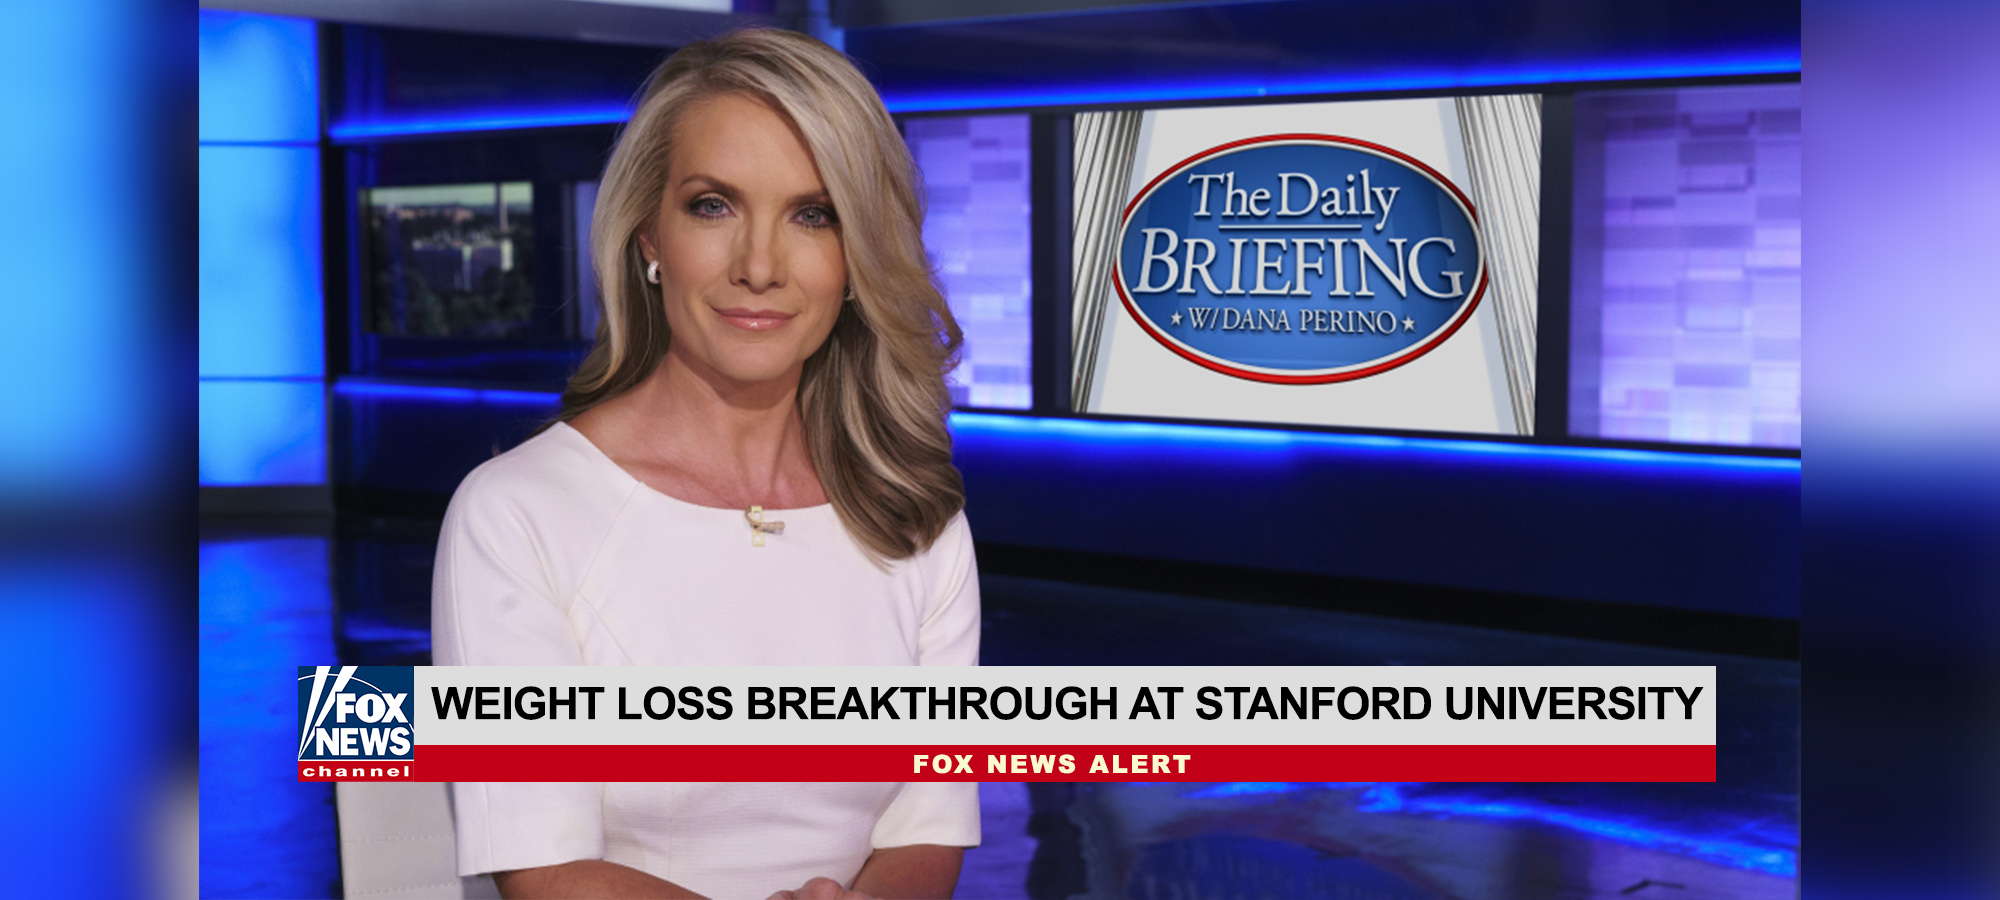 The Daily
BRIEFING
★ W/DANA PERINO ★
FOX
NEWS
channel
WEIGHT LOSS BREAKTHROUGH AT STANFORD UNIVERSITY
FOX NEWS ALERT